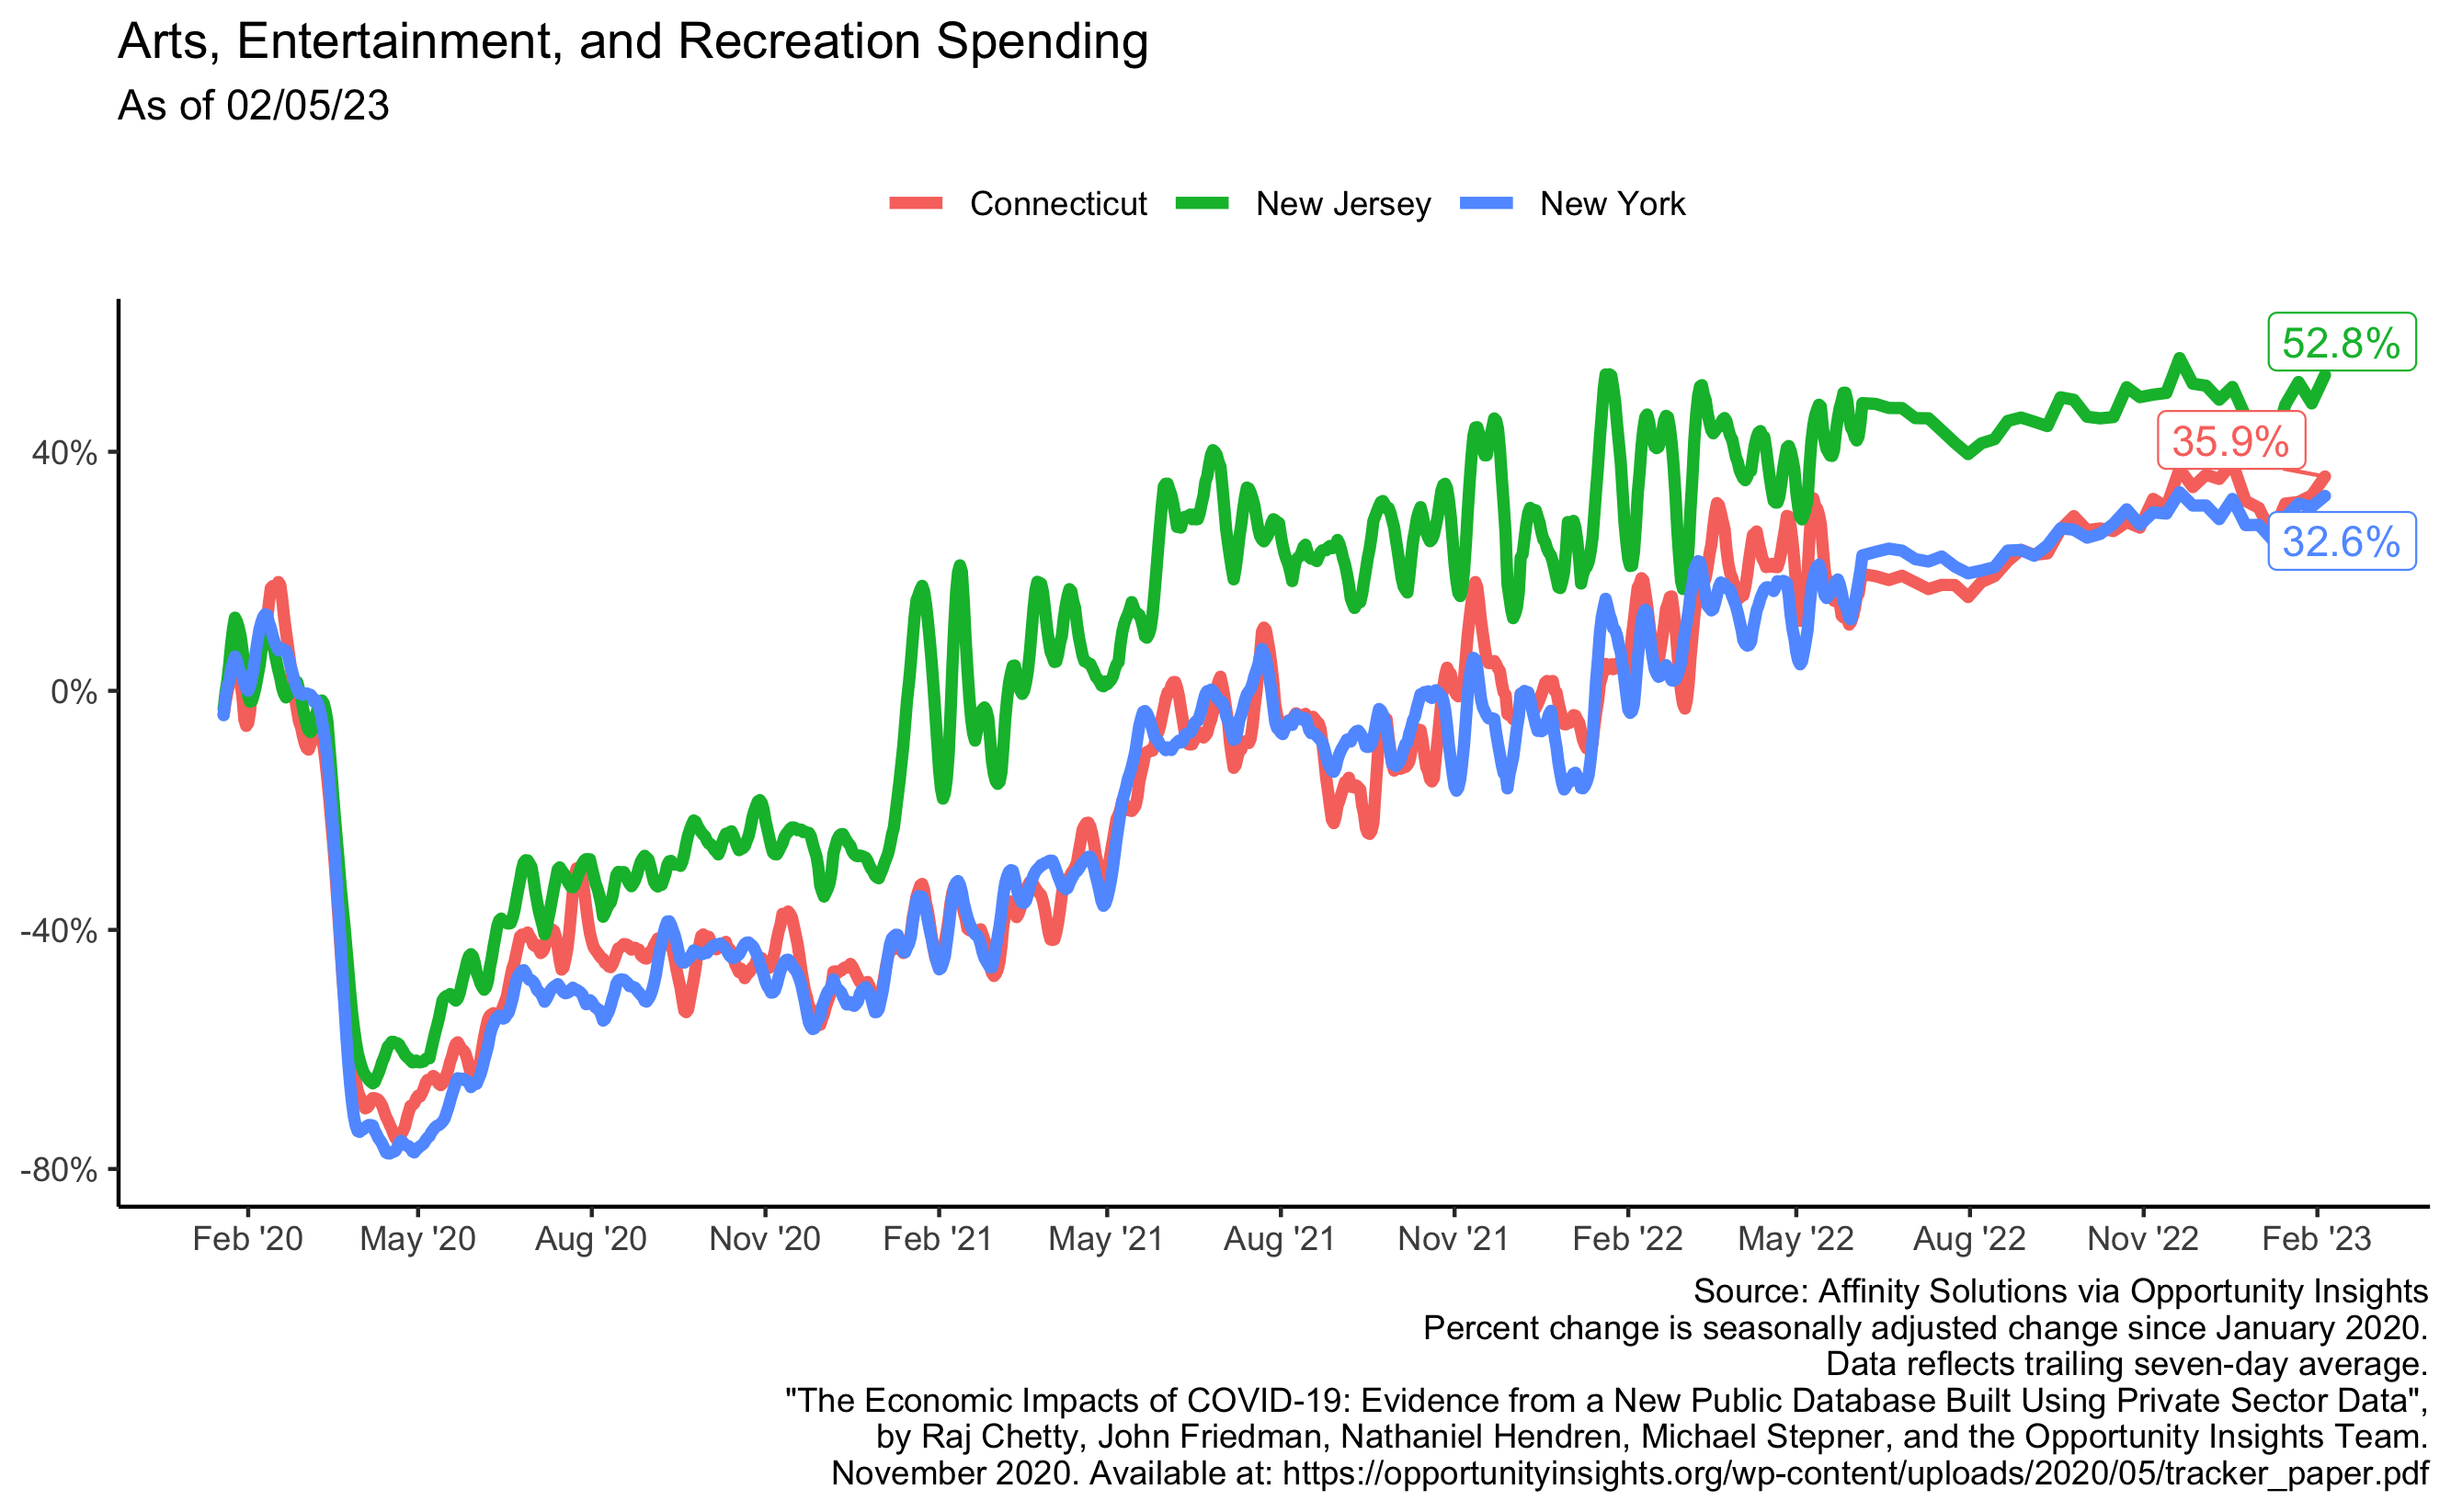 Arts, Entertainment, and Recreation Spending
As of 02/05/23
Connecticut New Jersey New York
52.8%
35.9%
32.6%
40%
0%
-40%
-80%
Feb '20 May '20 Aug '20 Nov '20 Feb '21 May '21 Aug '21 Nov '21 Feb '22 May '22 Aug '22 Nov '22 Feb '23
Source: Affinity Solutions via Opportunity Insights
Percent change is seasonally adjusted change since January 2020.
Data reflects trailing seven-day average.
"The Economic Impacts of COVID-19: Evidence from a New Public Database Built Using Private Sector Data",
by Raj Chetty, John Friedman, Nathaniel Hendren, Michael Stepner, and the Opportunity Insights Team.
November 2020. Available at: https://opportunityinsights.org/wp-content/uploads/2020/05/tracker_paper.pdf